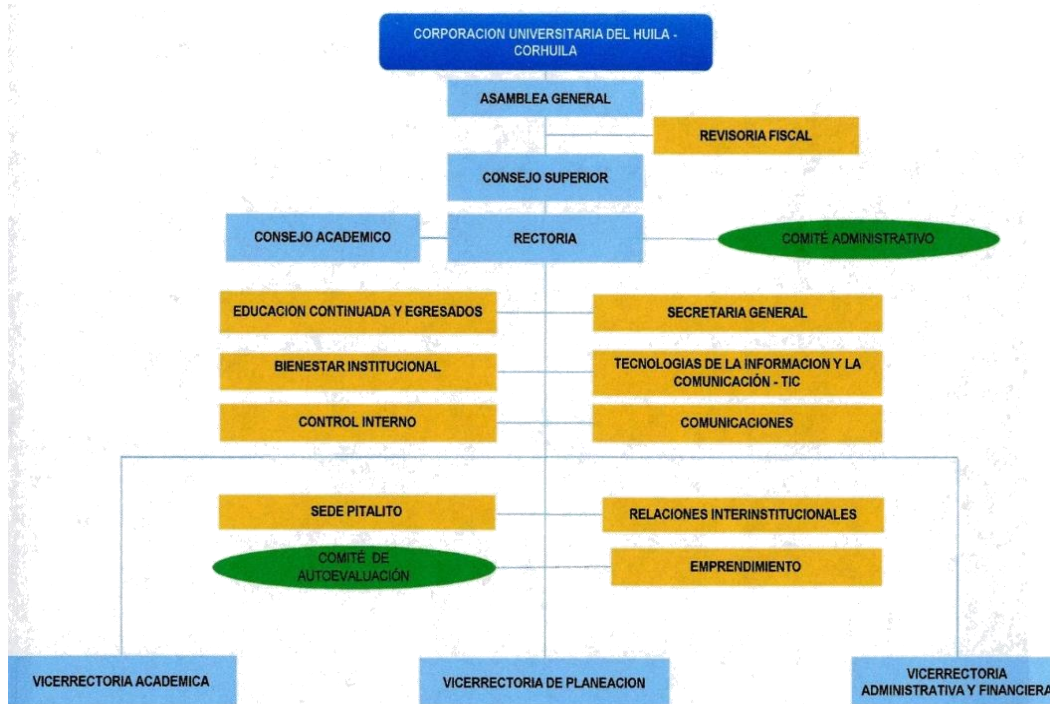 CORPORACION UNIVERSITARIA DEL HUILA -
CORHUILA
ASAMBLEA GENERAL
REVISORIA FISCAL
CONSEJO SUPERIOR
CONSEJO ACADEMICO
RECTORIA
COMITÉ ADMINISTRATIVO
EDUCACION CONTINUADA Y EGRESADOS
SECRETARIA GENERAL
BIENESTAR INSTITUCIONAL
TECNOLOGIAS DE LA INFORMACION Y LA
COMUNICACIÓN - TIC
CONTROL INTERNO
COMUNICACIONES
SEDE PITALITO
RELACIONES INTERINSTITUCIONALES
COMITÉ DE
AUTOEVALUACIÓN
EMPRENDIMIENTO
VICERRECTORIA ACADEMICA
VICERRECTORIA DE PLANEACION
VICERRECTORIA
ADMINISTRATIVA Y FINANCIERA